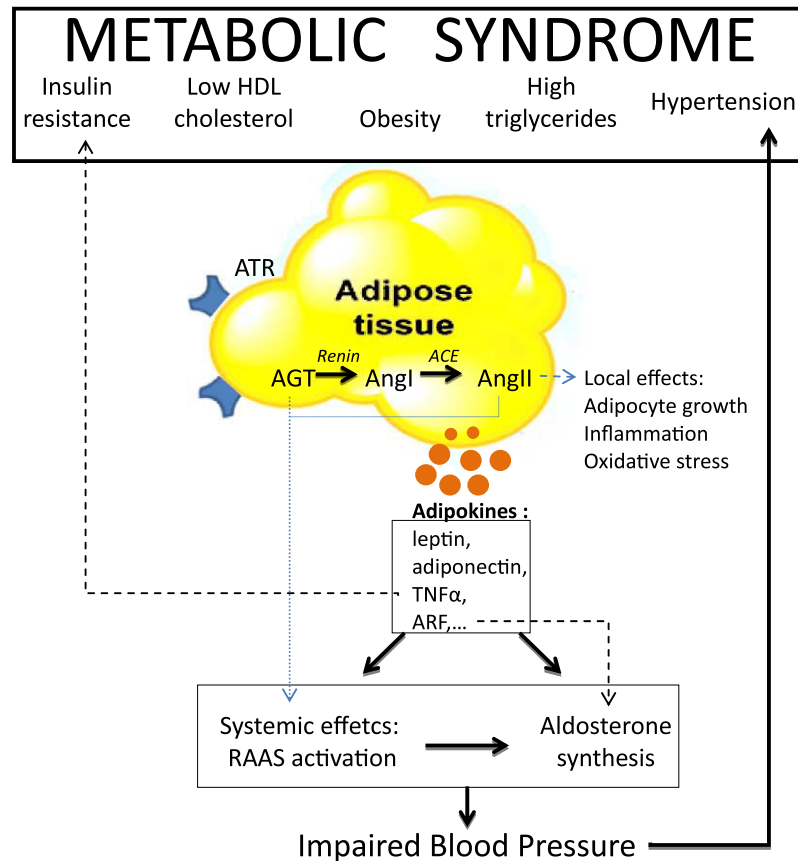 METABOLIC SYNDROME
Insulin
resistance
Low HDL
cholesterol
Obesity
High
triglycerides
Hypertension
ATR
Adipose
tissue
Renin
ACE
AGT
AngI
AngII
Local effects:
Adipocyte growth
Inflammation
Oxidative stress
Adipokines :
leptin,
adiponectin,
TNFα,
ARF,...
Systemic effetcs:
RAAS activation
Aldosterone
synthesis
Impaired Blood Pressure